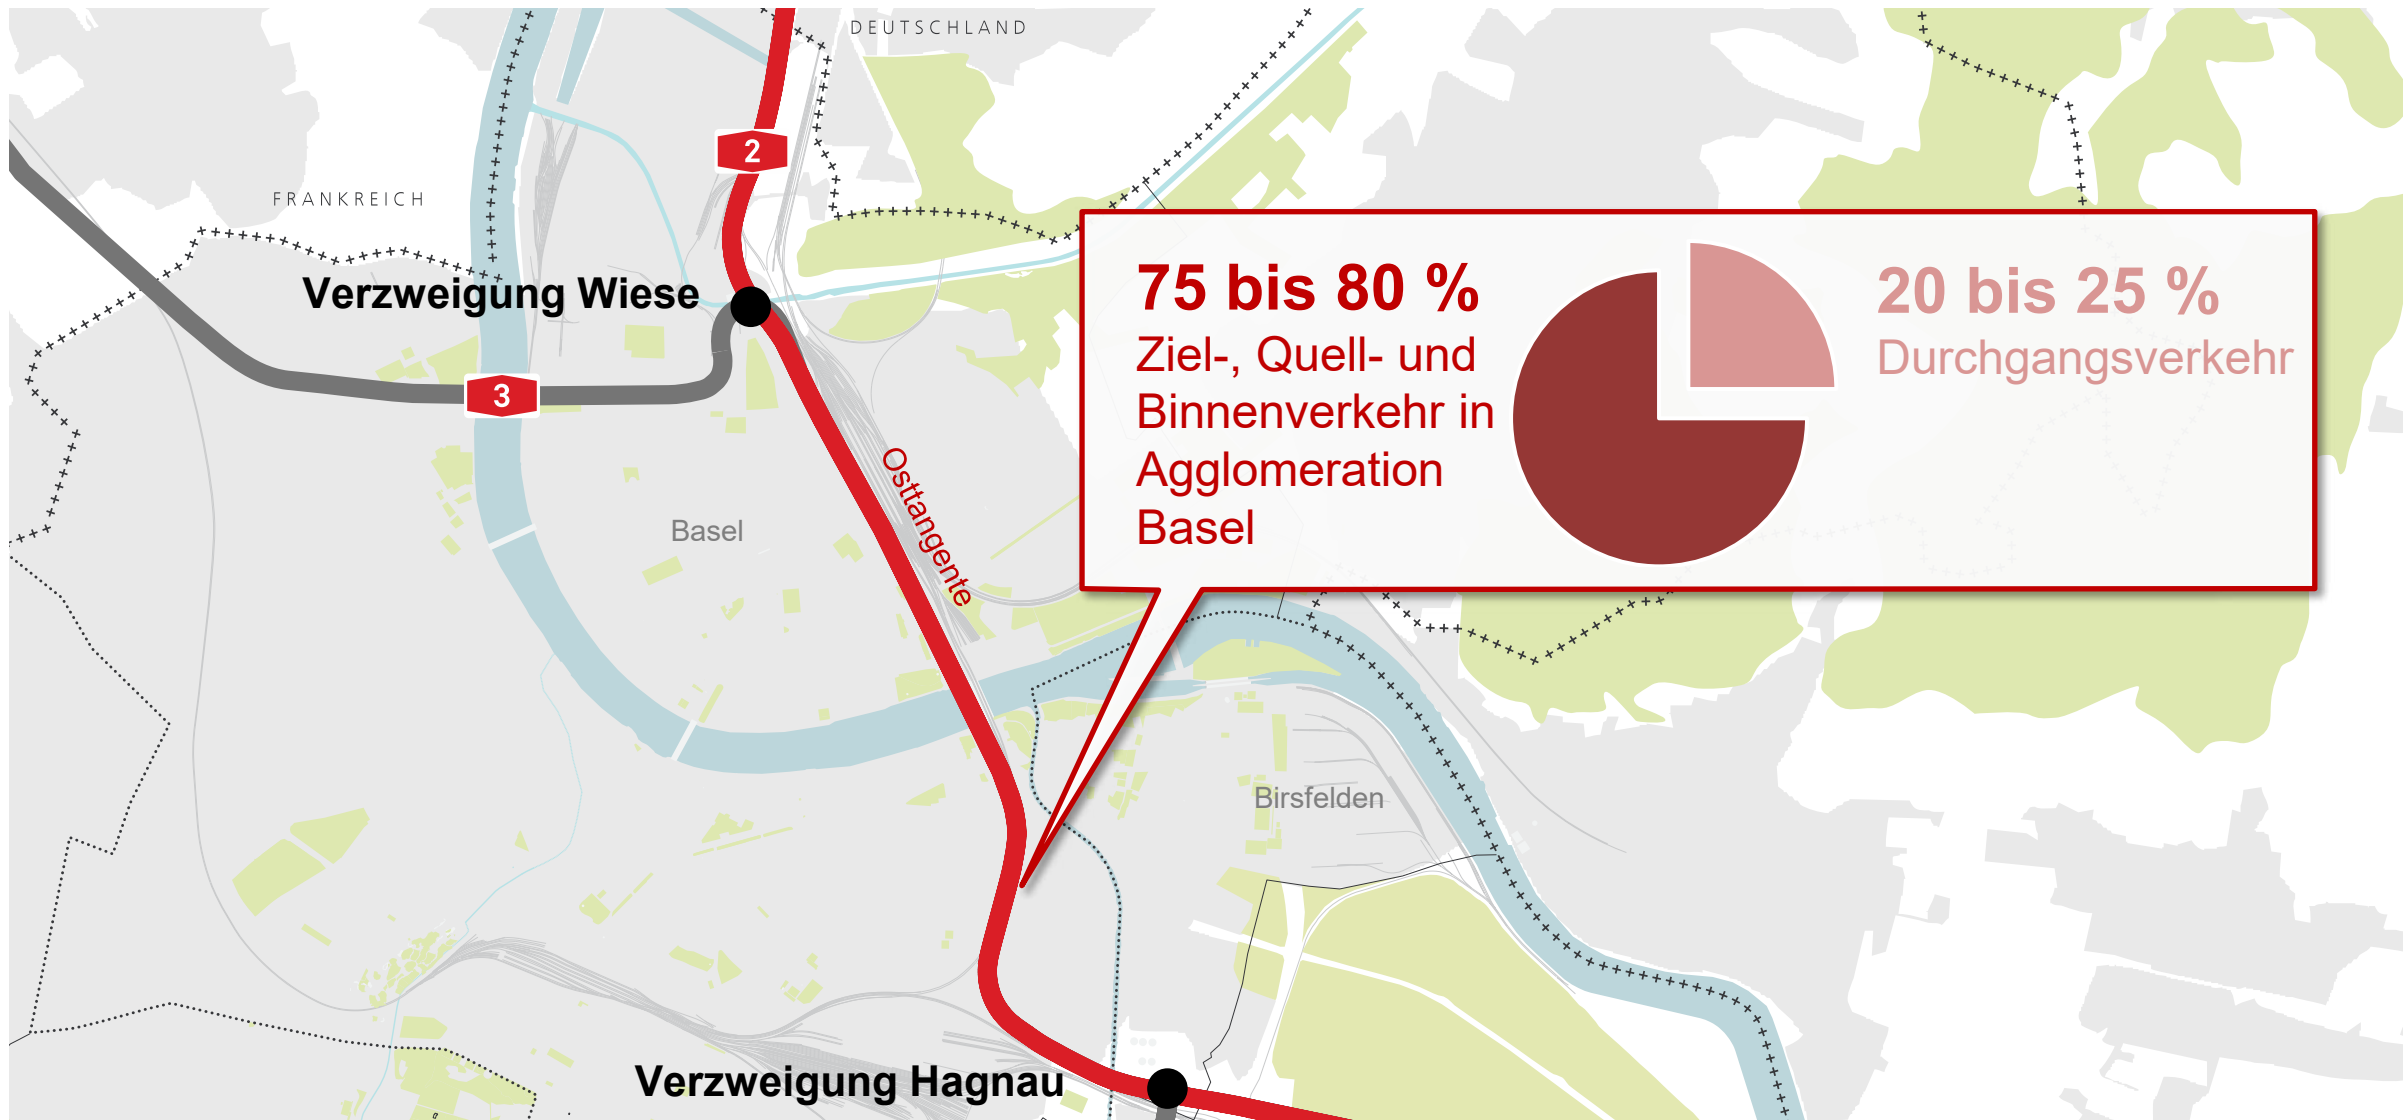 DEUTSCHLAND
2
FRANKREICH
Verzweigung Wiese
3
75 bis 80 %
Ziel-, Quell- und
Binnenverkehr in
Agglomeration
Basel
20 bis 25 %
Durchgangsverkehr
Osttangente
Basel
Birsfelden
Verzweigung Hagnau